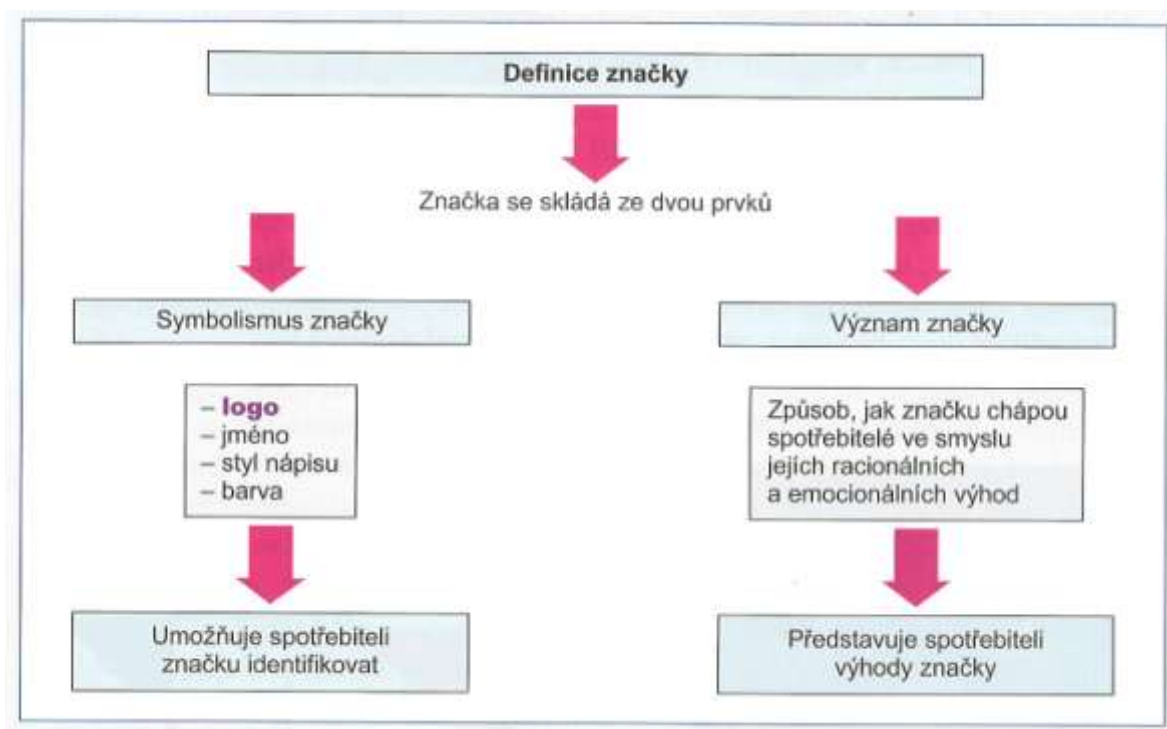 Definice značky
Značka se skládá ze dvou prvků
Symbolismus značky
– logo
– jméno
– styl nápisu
– barva
Umožňuje spotřebiteli
značku identifikovat
Význam značky
Způsob, jak značku chápou
spotřebitelé ve smyslu
jejích racionálních
a emocionálních výhod
Představuje spotřebiteli
výhody značky